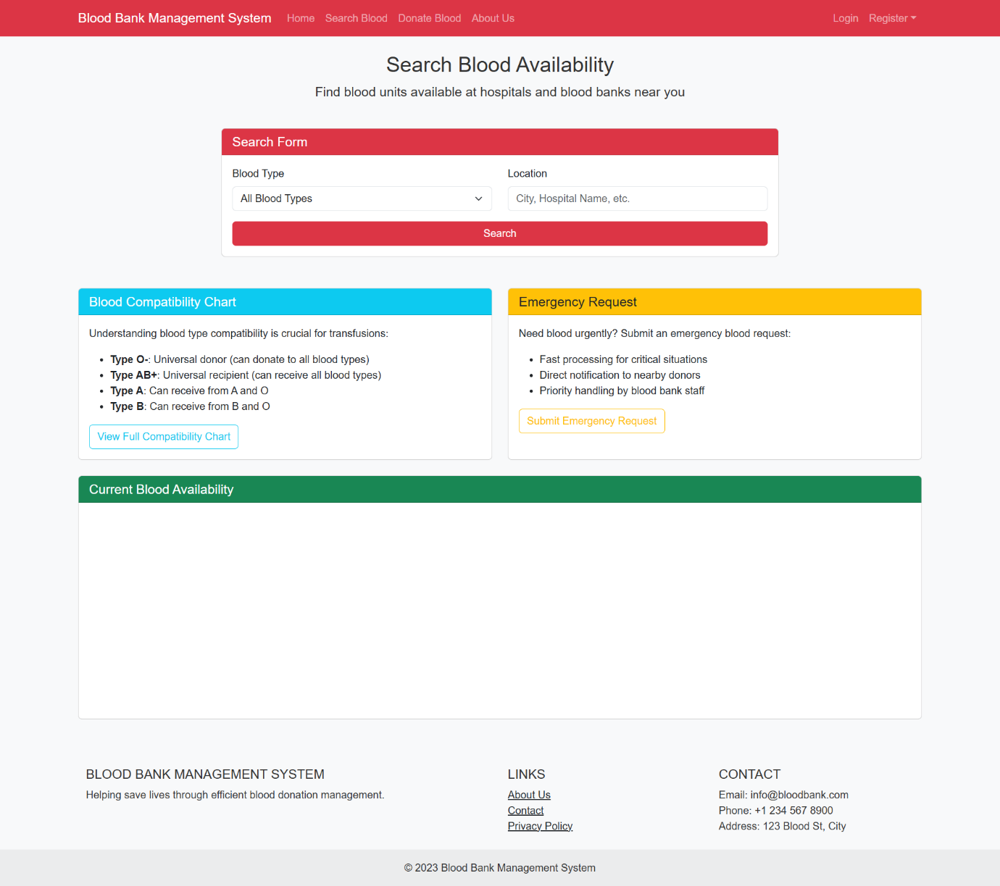 Blood Bank Management System Home Search Blood Donate Blood About Us Login Register
Search Blood Availability
Find blood units available at hospitals and blood banks near you
Search Form
Blood Type Location
All Blood Types City, Hospital Name, etc.
Search
Blood Compatibility Chart
Understanding blood type compatibility is crucial for transfusions:
• Type O-: Universal donor (can donate to all blood types)
• Type AB+: Universal recipient (can receive all blood types)
• Type A: Can receive from A and O
• Type B: Can receive from B and O
View Full Compatibility Chart
Emergency Request
Need blood urgently? Submit an emergency blood request:
• Fast processing for critical situations
• Direct notification to nearby donors
• Priority handling by blood bank staff
Submit Emergency Request
Current Blood Availability
BLOOD BANK MANAGEMENT SYSTEM
Helping save lives through efficient blood donation management.
LINKS
About Us
Contact
Privacy Policy
CONTACT
Email: info@bloodbank.com
Phone: +1 234 567 8900
Address: 123 Blood St, City
© 2023 Blood Bank Management System